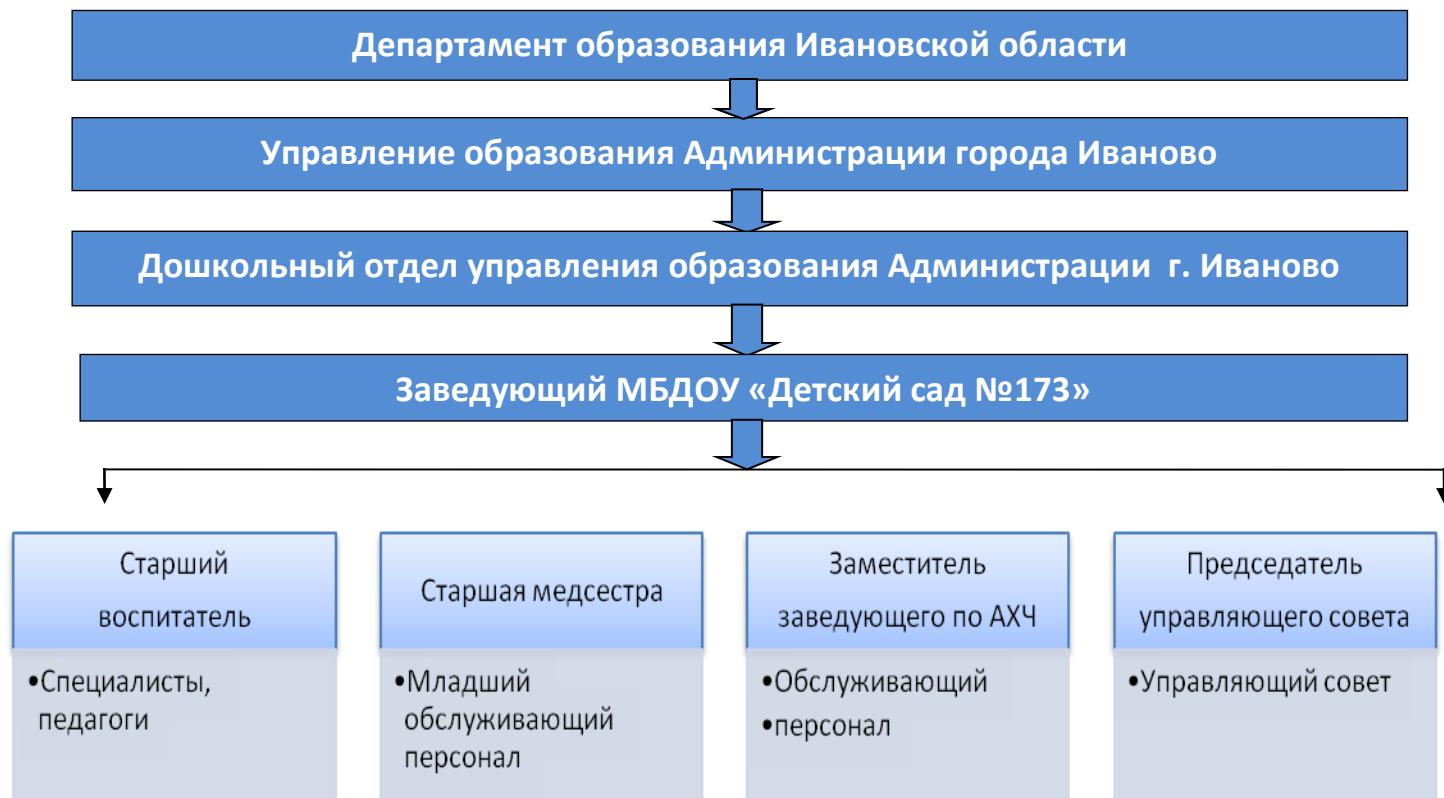 Департамент образования Ивановской области
Управление образования Администрации города Иваново
Дошкольный отдел управления образования Администрации г. Иваново
Заведующий МБДОУ «Детский сад №173»
Старший
воспитатель
•Специалисты,
педагоги
Старшая медсестра
•Младший
обслуживающий
персонал
Заместитель
заведующего по АХЧ
•Обслуживающий
•персонал
Председатель
управляющего совета
•Управляющий совет